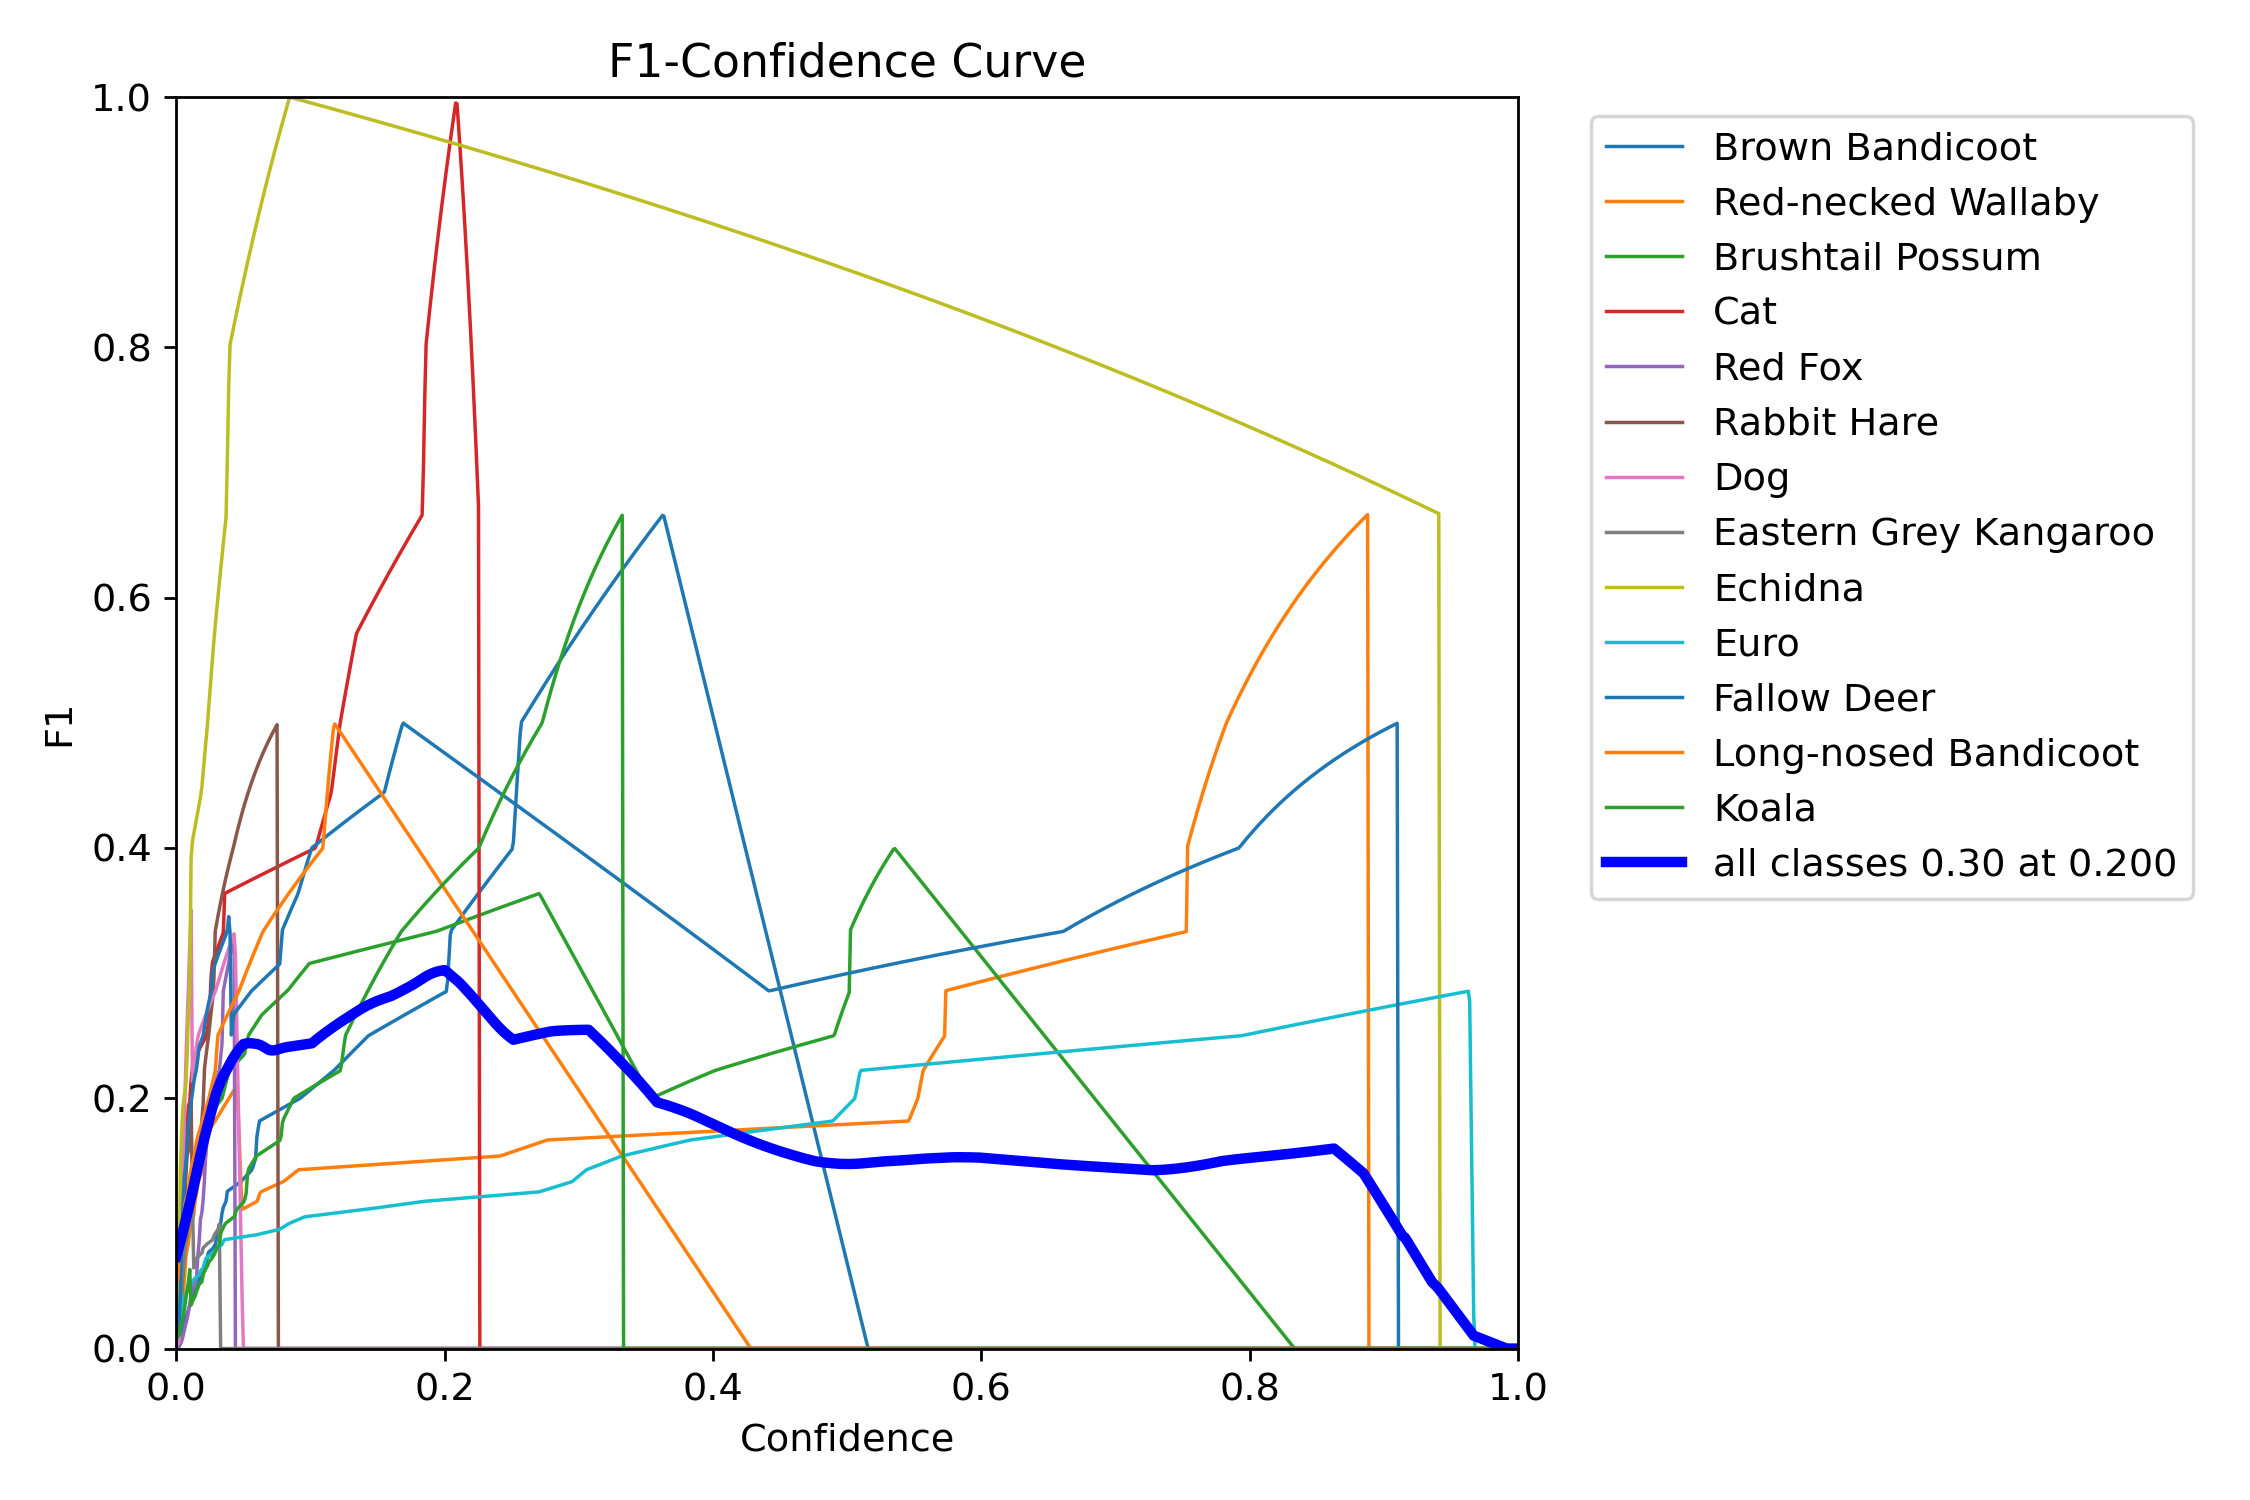 F1-Confidence Curve
1.0
0.8
0.6
0.4
0.2
0.0
F1
0.0 0.2 0.4 0.6 0.8 1.0
Confidence
Brown Bandicoot
Red-necked Wallaby
Brushtail Possum
Cat
Red Fox
Rabbit Hare
Dog
Eastern Grey Kangaroo
Echidna
Euro
Fallow Deer
Long-nosed Bandicoot
Koala
all classes 0.30 at 0.200